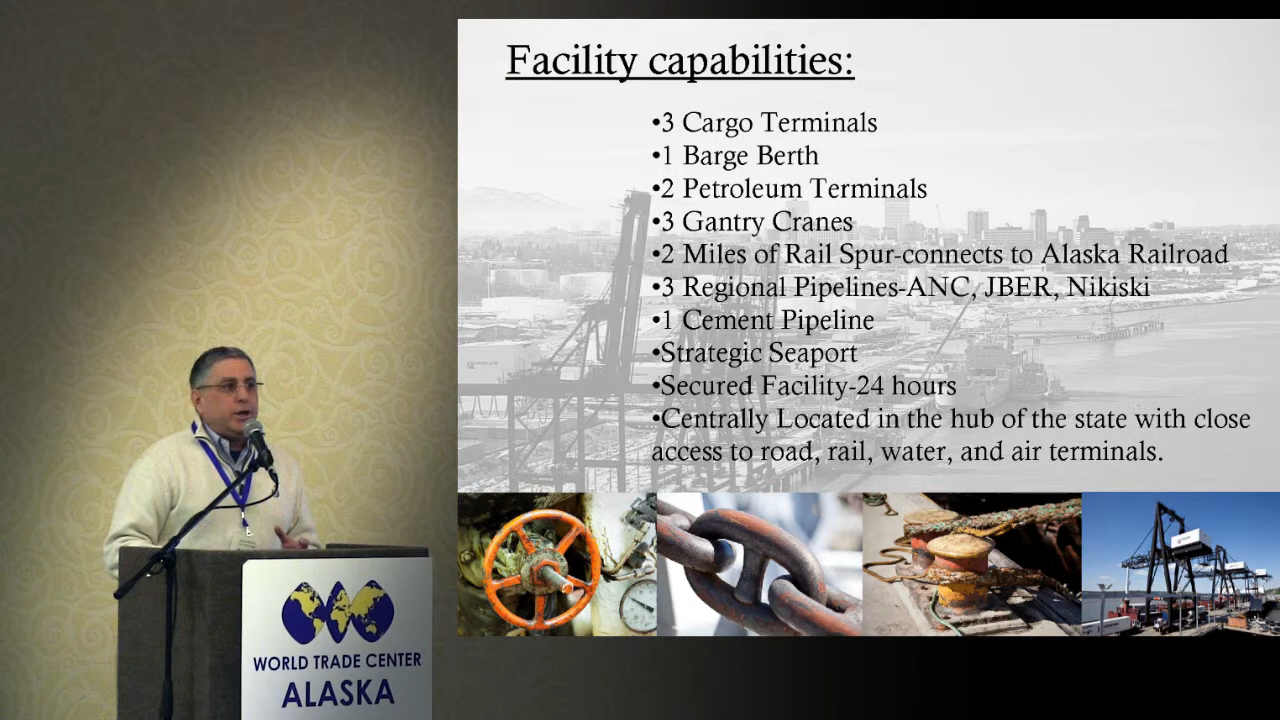 Facility capabilities:
•3 Cargo Terminals
•1 Barge Berth
•2 Petroleum Terminals
•3 Gantry Cranes
•2 Miles of Rail Spur-connects to Alaska Railroad
•3 Regional Pipelines-ANC, JBER, Nikiski
•1 Cement Pipeline
•Strategic Seaport
•Secured Facility-24 hours
•Centrally Located in the hub of the state with close
access to road, rail, water, and air terminals.
WORLD TRADE CENTER
ALASKA